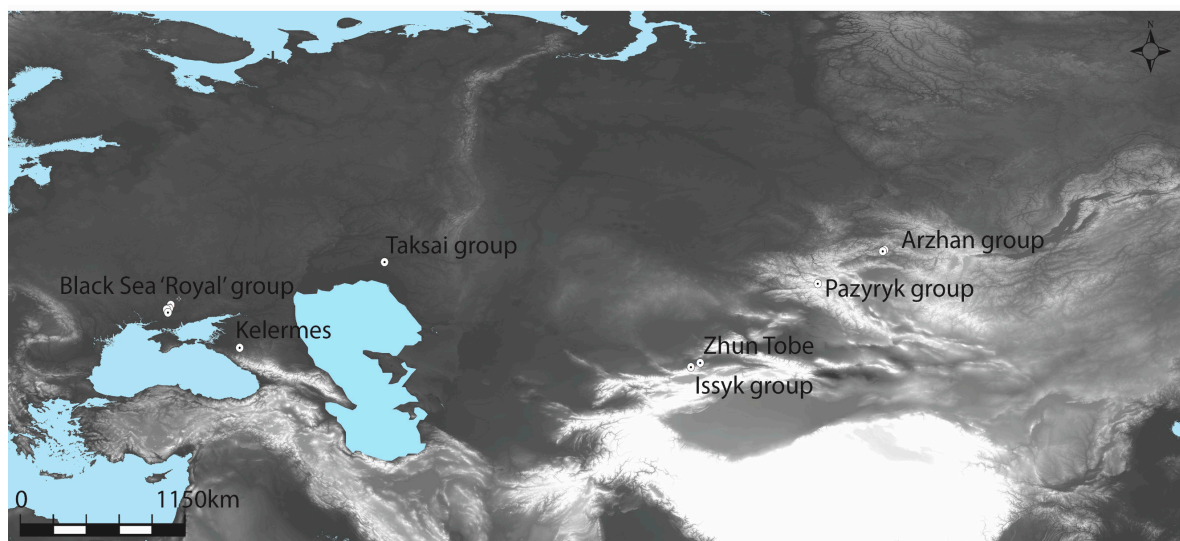 N
Arzhan group
Taksai group
Black Sea 'Royal' group
Pazyryk group
Kelermes
Zhun Tobe
Issyk group
0 1150km